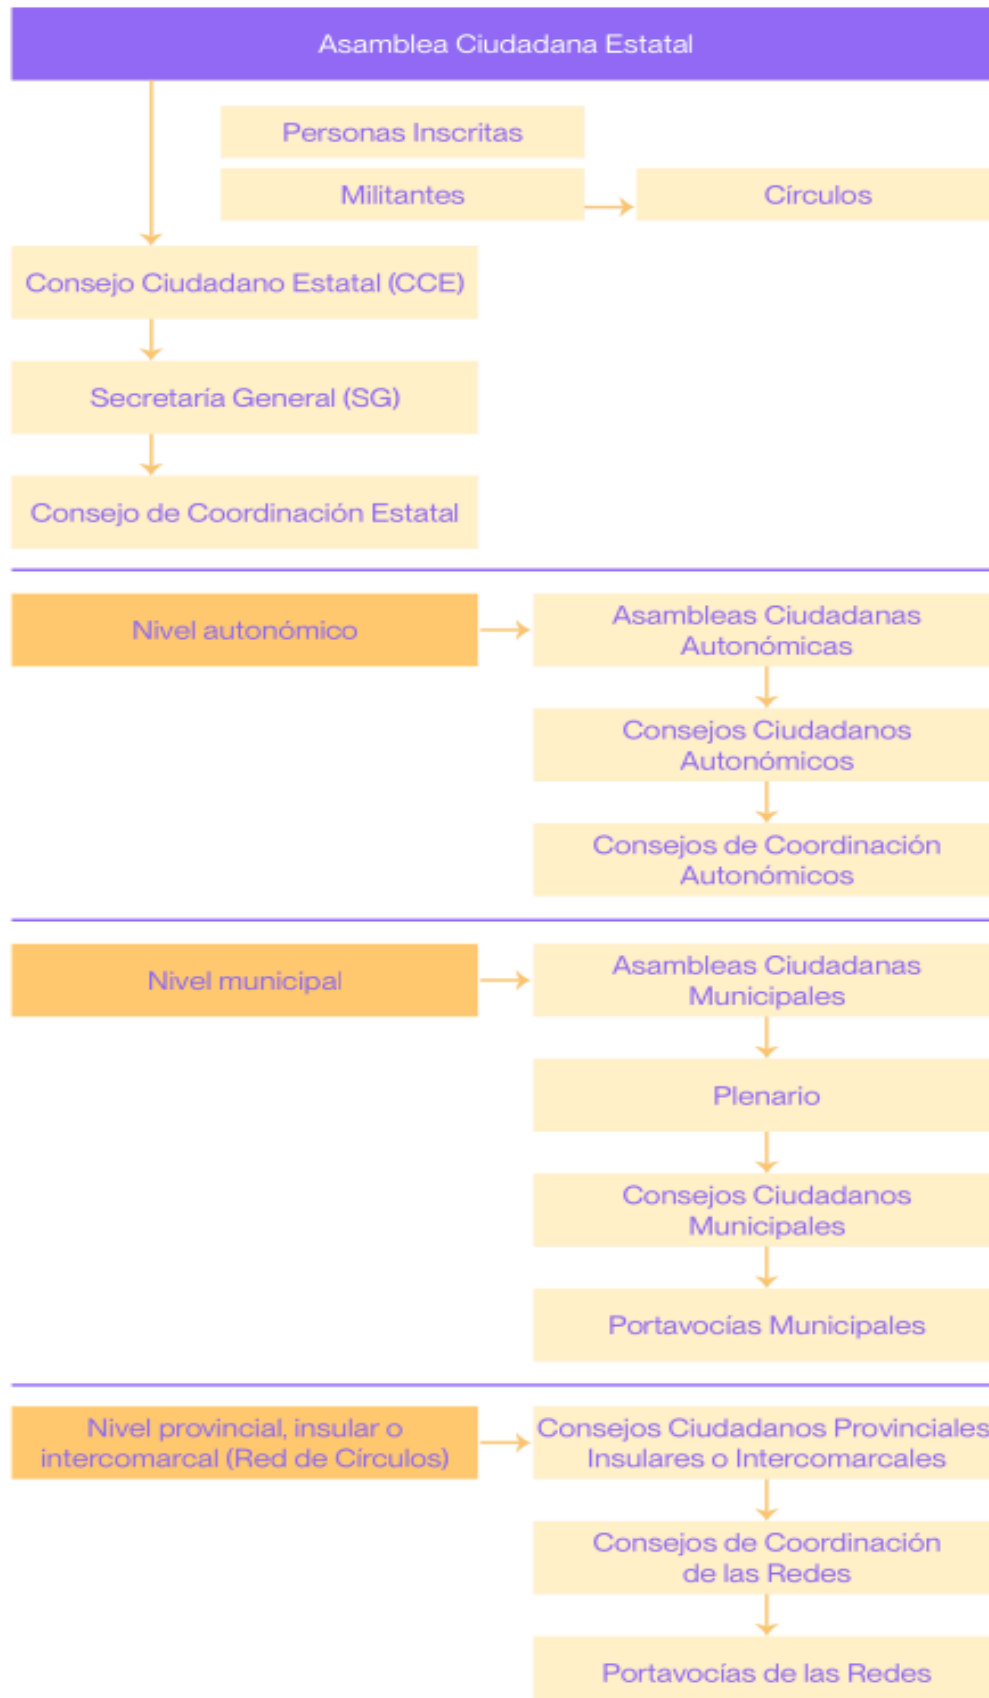 Asamblea Ciudadana Estatal
Personas Inscritas
Militantes
Círculos
Consejo Ciudadano Estatal (CCE)
Secretaría General (SG)
Consejo de Coordinación Estatal
Nivel autonómico
Asambleas Ciudadanas
Autonómicas
Consejos Ciudadanos
Autonómicos
Consejos de Coordinación
Autonómicos
Nivel municipal
Asambleas Ciudadanas
Municipales
Plenario
Consejos Ciudadanos
Municipales
Portavocías Municipales
Nivel provincial, insular o
intercomarcal (Red de Círculos)
Consejos Ciudadanos Provinciales
Insulares o Intercomarcales
Consejos de Coordinación
de las Redes
Portavocías de las Redes